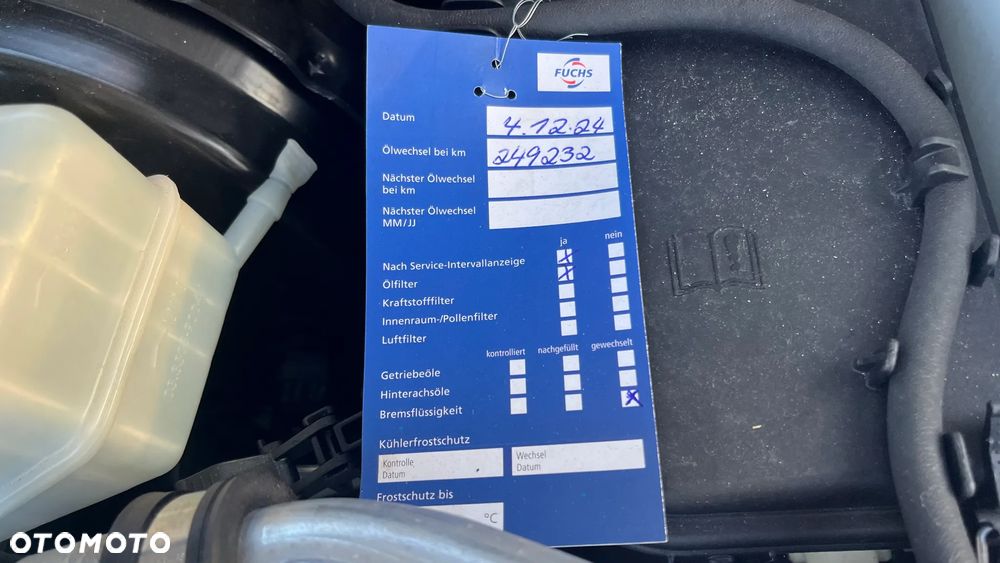 FUCHS
Datum 4.12.24
Ölwechsel bei km 249232
Nächster Ölwechsel
bei km
Nächster Ölwechsel
MM/JJ
ja nein
Nach Service-Intervallanzeige
Ölfilter
Kraftstofffilter
Innenraum-/Pollenfilter
Luftfilter
kontrolliert nachgefüllt gewechselt
Getriebeöle
Hinterachsöle
Bremsflüssigkeit
Kühlerfrostschutz
Kontrolle
Datum
Wechsel
Datum
Frostschutz bis
°C
OTOMOTO